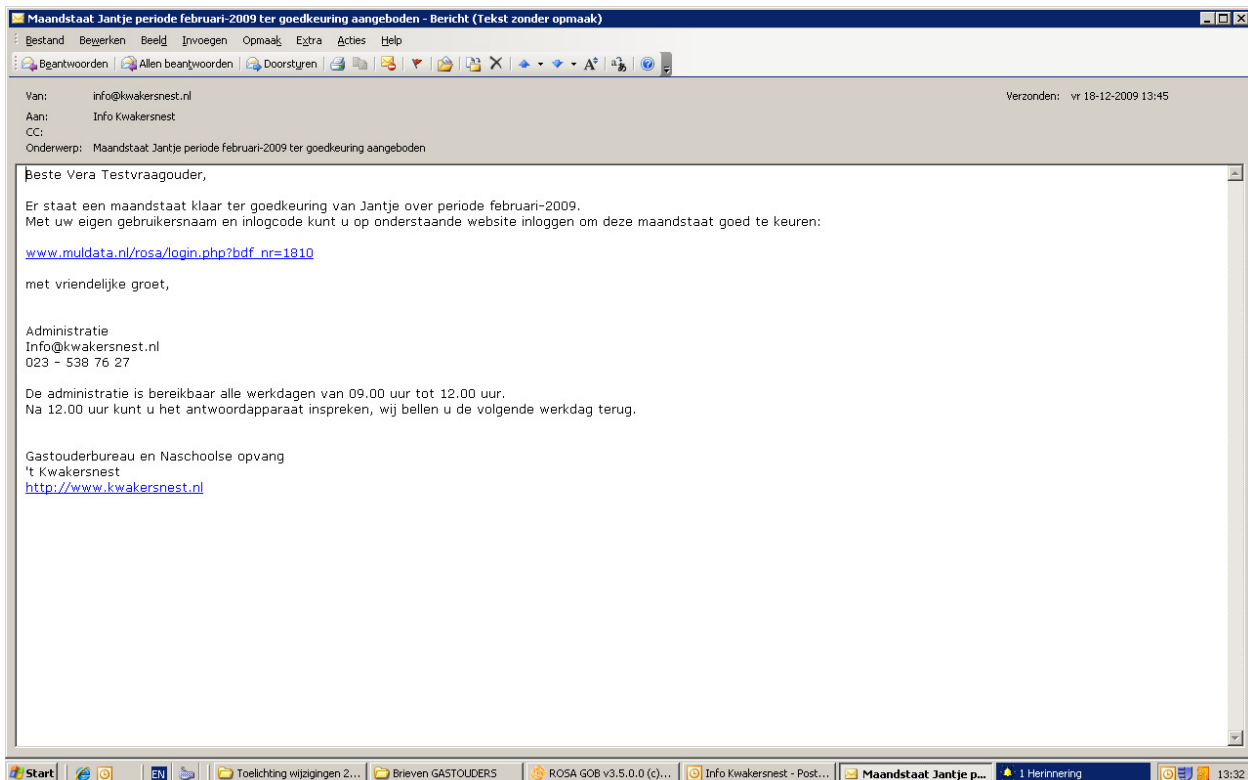 Maandstaat Jantje periode februari-2009 ter goedkeuring aangeboden - Bericht (Tekst zonder opmaak)
Bestand Bewerken Beeld Invoegen Opmaak Extra Acties Help
Beantwoorden Allen beantwoorden Doorsturen
Van: info@kwakersnest.nl Verzonden: vr 18-12-2009 13:45
Aan: Info Kwakersnest
CC:
Onderwerp: Maandstaat Jantje periode februari-2009 ter goedkeuring aangeboden
Beste Vera Testvraagouder,
Er staat een maandstaat klaar ter goedkeuring van Jantje over periode februari-2009.
Met uw eigen gebruikersnaam en inlogcode kunt u op onderstaande website inloggen om deze maandstaat goed te keuren:
www.muldata.nl/rosa/login.php?bdf_nr=1810
met vriendelijke groet,
Administratie
Info@kwakersnest.nl
023 - 538 76 27
De administratie is bereikbaar alle werkdagen van 09.00 uur tot 12.00 uur.
Na 12.00 uur kunt u het antwoordapparaat inspreken, wij bellen u de volgende werkdag terug.
Gastouderbureau en Naschoolse opvang
't Kwakersnest
http://www.kwakersnest.nl
Start EN Toelichting wijzigingen 2... Brieven GASTOUDERS ROSA GOB v3.5.0.0 (c)... Info Kwakersnest - Post... Maandstaat Jantje p... 1 Herinnering 13:32